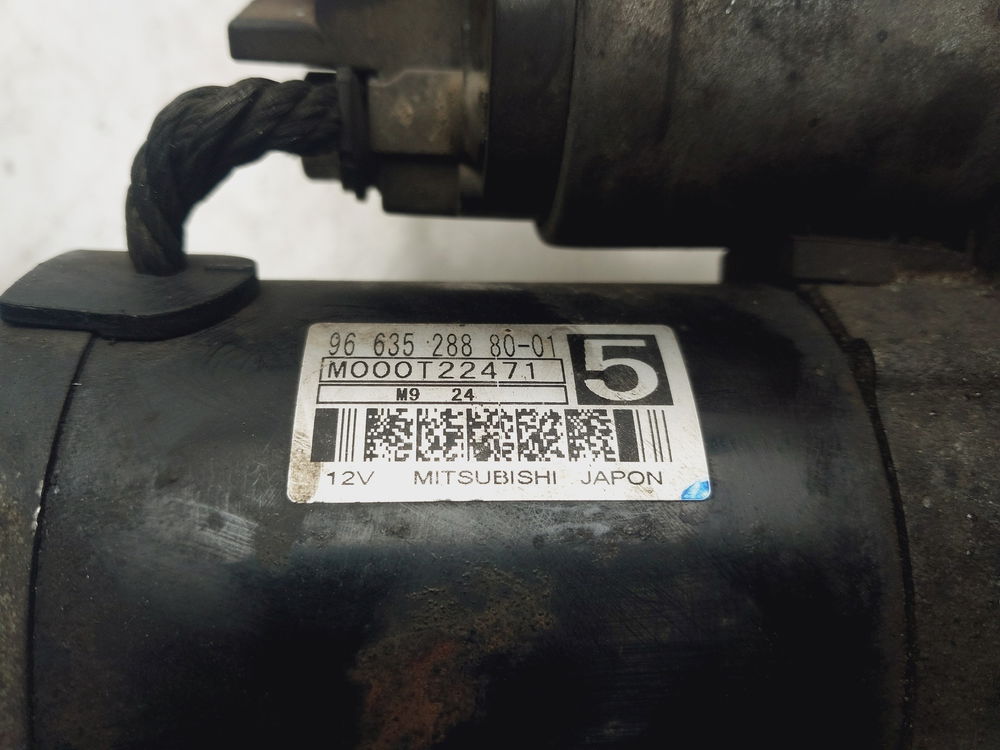 96 635 288 80-01
5
M000T22471
M9 24
12V MITSUBISHI JAPON